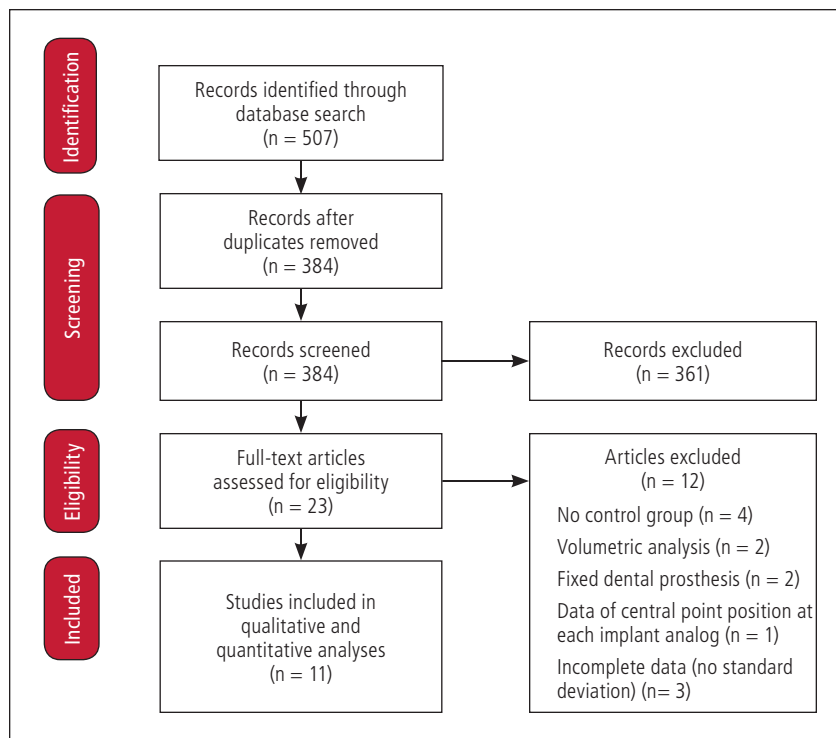 Identification
Records identified through
database search
(n = 507)
Screening
Records after
duplicates removed
(n = 384)
Records screened
(n = 384)
Records excluded
(n = 361)
Eligibility
Full-text articles
assessed for eligibility
(n = 23)
Articles excluded
(n = 12)
No control group (n = 4)
Volumetric analysis (n = 2)
Fixed dental prosthesis (n = 2)
Data of central point position at
each implant analog (n = 1)
Incomplete data (no standard
deviation) (n= 3)
Included
Studies included in
qualitative and
quantitative analyses
(n = 11)